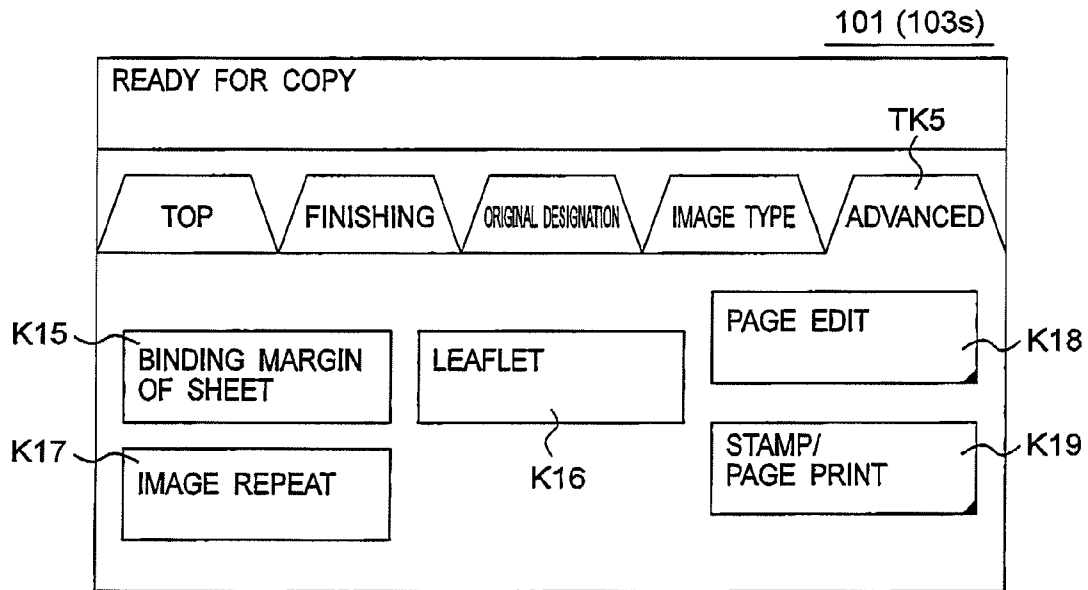 101 (103s)
READY FOR COPY
TK5
TOP
FINISHING
ORIGINAL DESIGNATION
IMAGE TYPE
ADVANCED
K15
BINDING MARGIN
OF SHEET
LEAFLET
K16
PAGE EDIT
K18
K17
IMAGE REPEAT
STAMP/
PAGE PRINT
K19